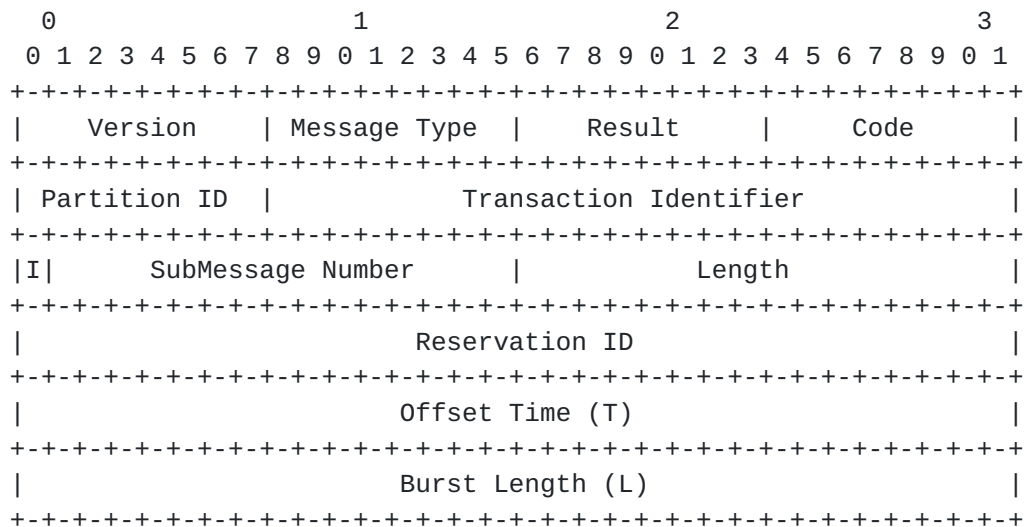 0                   1                   2                   3
 0 1 2 3 4 5 6 7 8 9 0 1 2 3 4 5 6 7 8 9 0 1 2 3 4 5 6 7 8 9 0 1
+-+-+-+-+-+-+-+-+-+-+-+-+-+-+-+-+-+-+-+-+-+-+-+-+-+-+-+-+-+-+-+-+
|    Version    | Message Type  |    Result     |     Code      |
+-+-+-+-+-+-+-+-+-+-+-+-+-+-+-+-+-+-+-+-+-+-+-+-+-+-+-+-+-+-+-+-+
| Partition ID  |            Transaction Identifier             |
+-+-+-+-+-+-+-+-+-+-+-+-+-+-+-+-+-+-+-+-+-+-+-+-+-+-+-+-+-+-+-+-+
|I|      SubMessage Number      |           Length              |
+-+-+-+-+-+-+-+-+-+-+-+-+-+-+-+-+-+-+-+-+-+-+-+-+-+-+-+-+-+-+-+-+
|                         Reservation ID                        |
+-+-+-+-+-+-+-+-+-+-+-+-+-+-+-+-+-+-+-+-+-+-+-+-+-+-+-+-+-+-+-+-+
|                        Offset Time (T)                        |
+-+-+-+-+-+-+-+-+-+-+-+-+-+-+-+-+-+-+-+-+-+-+-+-+-+-+-+-+-+-+-+-+
|                        Burst Length (L)                       |
+-+-+-+-+-+-+-+-+-+-+-+-+-+-+-+-+-+-+-+-+-+-+-+-+-+-+-+-+-+-+-+-+